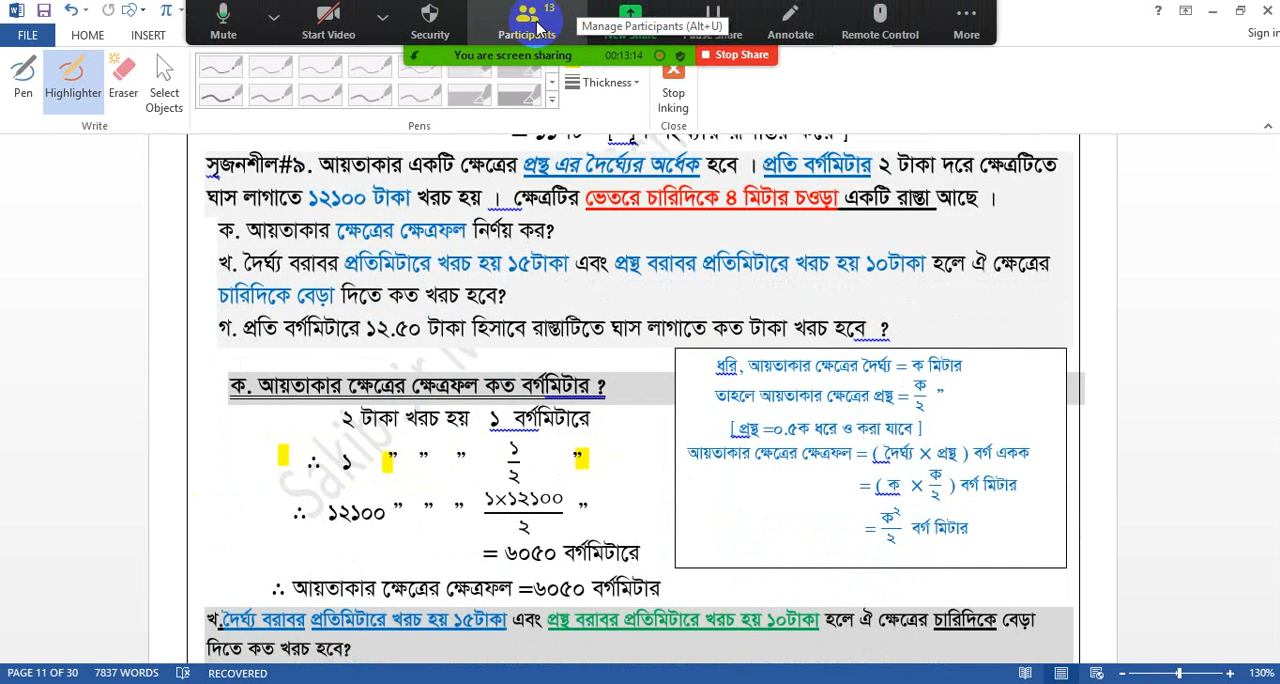 13
Manage Participants (Alt+U)
Mute
Start Video
Security
Participants
Pause Share
Annotate
Remote Control
More
FILE
HOME
INSERT
Sign in
You are screen sharing
00:13:14
Stop Share
Pen
Highlighter
Eraser
Select Objects
Thickness
Stop Inking
Write
Pens
Close
সৃজনশীল#৯. আয়তাকার একটি ক্ষেত্রের প্রস্থ এর দৈর্ঘ্যের অর্ধেক হবে । প্রতি বর্গমিটার ২ টাকা দরে ক্ষেত্রটিতে
ঘাস লাগাতে ১২১০০ টাকা খরচ হয় । ক্ষেত্রটির ভেতরে চারিদিকে ৪ মিটার চওড়া একটি রাস্তা আছে ।
ক. আয়তাকার ক্ষেত্রের ক্ষেত্রফল নির্ণয় কর?
খ. দৈর্ঘ্য বরাবর প্রতিমিটারে খরচ হয় ১৫টাকা এবং প্রস্থ বরাবর প্রতিমিটারে খরচ হয় ১০টাকা হলে ঐ ক্ষেত্রের
চারিদিকে বেড়া দিতে কত খরচ হবে?
গ. প্রতি বর্গমিটারে ১২.৫০ টাকা হিসাবে রাস্তাটিতে ঘাস লাগাতে কত টাকা খরচ হবে ?
ক. আয়তাকার ক্ষেত্রের ক্ষেত্রফল কত বর্গমিটার ?
২ টাকা খরচ হয় ১ বর্গমিটারে
∴ ১ ” ” ” ১/২ ”
∴ ১২১০০ ” ” ” ১×১২১০০/২ ”
= ৬০৫০ বর্গমিটারে
∴ আয়তাকার ক্ষেত্রের ক্ষেত্রফল =৬০৫০ বর্গমিটার
ধরি, আয়তাকার ক্ষেত্রের দৈর্ঘ্য = ক মিটার
তাহলে আয়তাকার ক্ষেত্রের প্রস্থ = ক/২ ”
[ প্রস্থ =০.৫ক ধরে ও করা যাবে ]
আয়তাকার ক্ষেত্রের ক্ষেত্রফল = ( দৈর্ঘ্য × প্রস্থ ) বর্গ একক
= ( ক × ক/২ ) বর্গ মিটার
= ক²/২ বর্গ মিটার
খ.দৈর্ঘ্য বরাবর প্রতিমিটারে খরচ হয় ১৫টাকা এবং প্রস্থ বরাবর প্রতিমিটারে খরচ হয় ১০টাকা হলে ঐ ক্ষেত্রের চারিদিকে বেড়া
দিতে কত খরচ হবে?
PAGE 11 OF 30
7837 WORDS
RECOVERED
130%